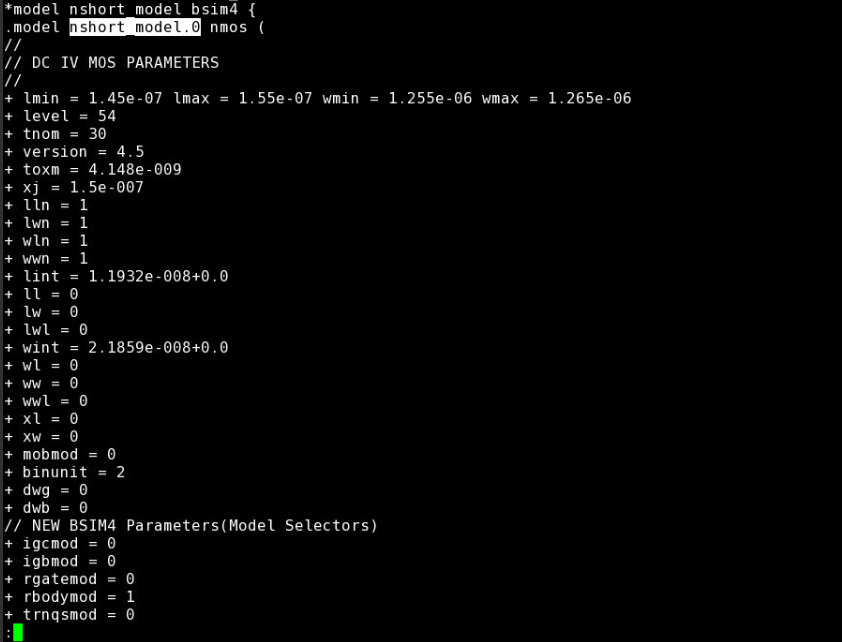 *model nshort_model bsim4 {
.model nshort_model.0 nmos (
//
// DC IV MOS PARAMETERS
//
+ lmin = 1.45e-07 lmax = 1.55e-07 wmin = 1.255e-06 wmax = 1.265e-06
+ level = 54
+ tnom = 30
+ version = 4.5
+ toxm = 4.148e-009
+ xj = 1.5e-007
+ lln = 1
+ lwn = 1
+ wln = 1
+ wwn = 1
+ lint = 1.1932e-008+0.0
+ ll = 0
+ lw = 0
+ lwl = 0
+ wint = 2.1859e-008+0.0
+ wl = 0
+ ww = 0
+ wwl = 0
+ xl = 0
+ xw = 0
+ mobmod = 0
+ binunit = 2
+ dwg = 0
+ dwb = 0
// NEW BSIM4 Parameters(Model Selectors)
+ igcmod = 0
+ igbmod = 0
+ rgatemod = 0
+ rbodymod = 1
+ trnqsmod = 0
: